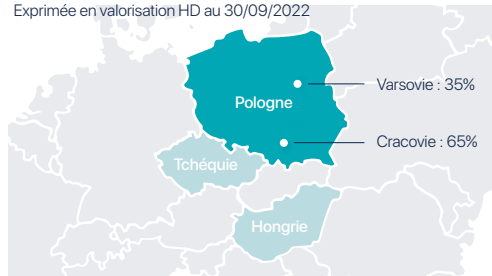 Exprimée en valorisation HD au 30/09/2022
Varsovie : 35%
Pologne
Cracovie : 65%
Tchéquie
Hongrie